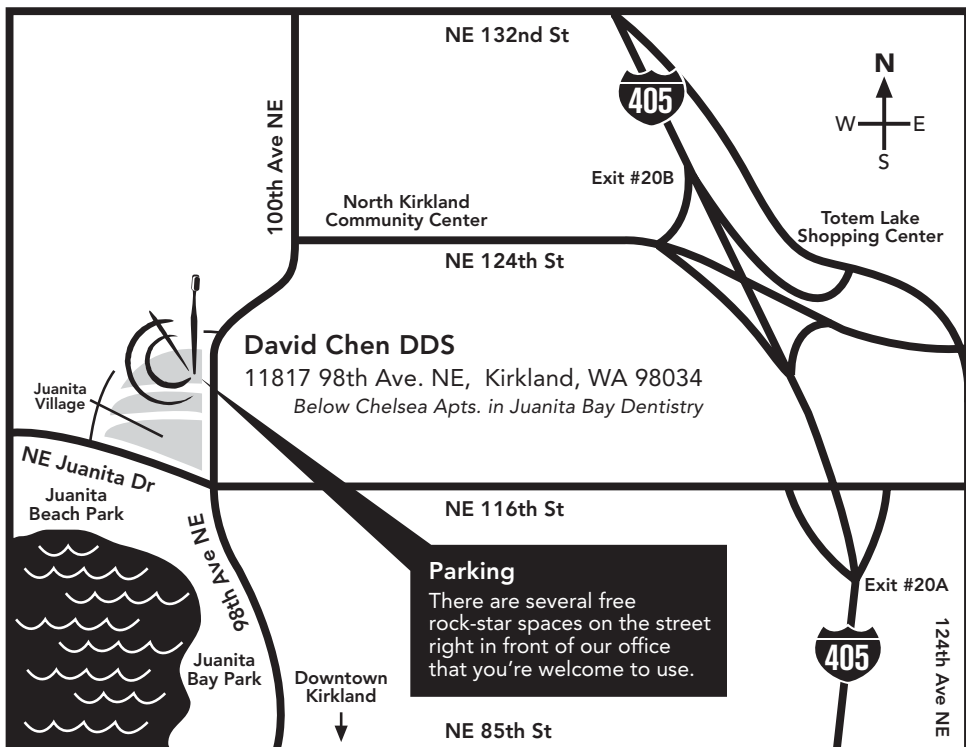 NE 132nd St
405
N
W
E
S
100th Ave NE
Exit #20B
North Kirkland
Community Center
Totem Lake
Shopping Center
NE 124th St
David Chen DDS
11817 98th Ave. NE, Kirkland, WA 98034
Below Chelsea Apts. in Juanita Bay Dentistry
Juanita
Village
NE Juanita Dr
Juanita
Beach Park
NE 116th St
98th Ave NE
Parking
There are several free
rock-star spaces on the street
right in front of our office
that you're welcome to use.
Exit #20A
405
124th Ave NE
Juanita
Bay Park
Downtown
Kirkland
NE 85th St